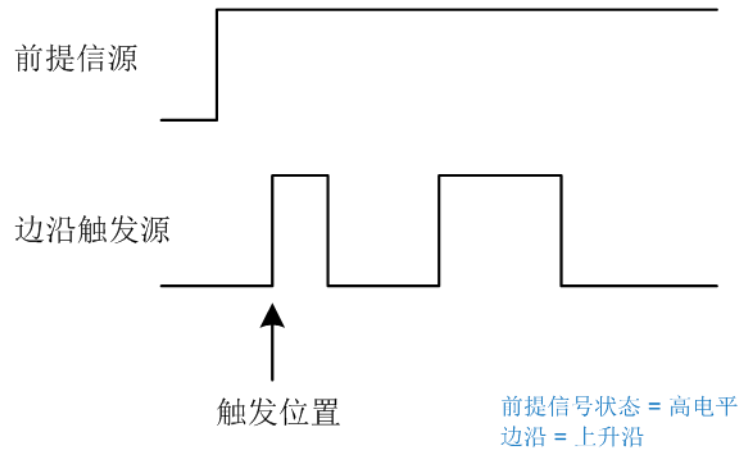 前提信源
边沿触发源
触发位置
前提信号状态 = 高电平
边沿 = 上升沿